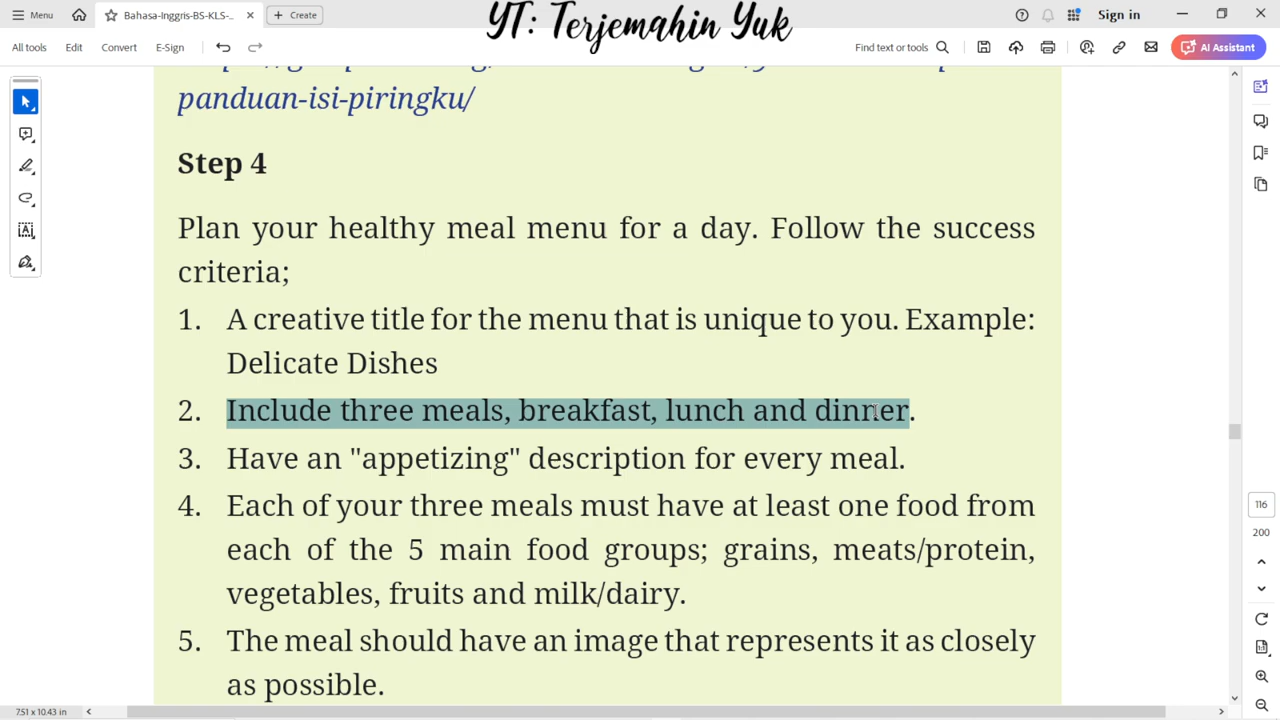 Menu
Bahasa-Inggris-BS-KLS-...
Create
YT: Terjemahin Yuk
Sign in
All tools
Edit
Convert
E-Sign
Find text or tools
AI Assistant
panduan-isi-piringku/
Step 4
Plan your healthy meal menu for a day. Follow the success
criteria;
1. A creative title for the menu that is unique to you. Example:
Delicate Dishes
2. Include three meals, breakfast, lunch and dinner.
3. Have an "appetizing" description for every meal.
4. Each of your three meals must have at least one food from
each of the 5 main food groups; grains, meats/protein,
vegetables, fruits and milk/dairy.
5. The meal should have an image that represents it as closely
as possible.
116
200
7.51 x 10.43 in